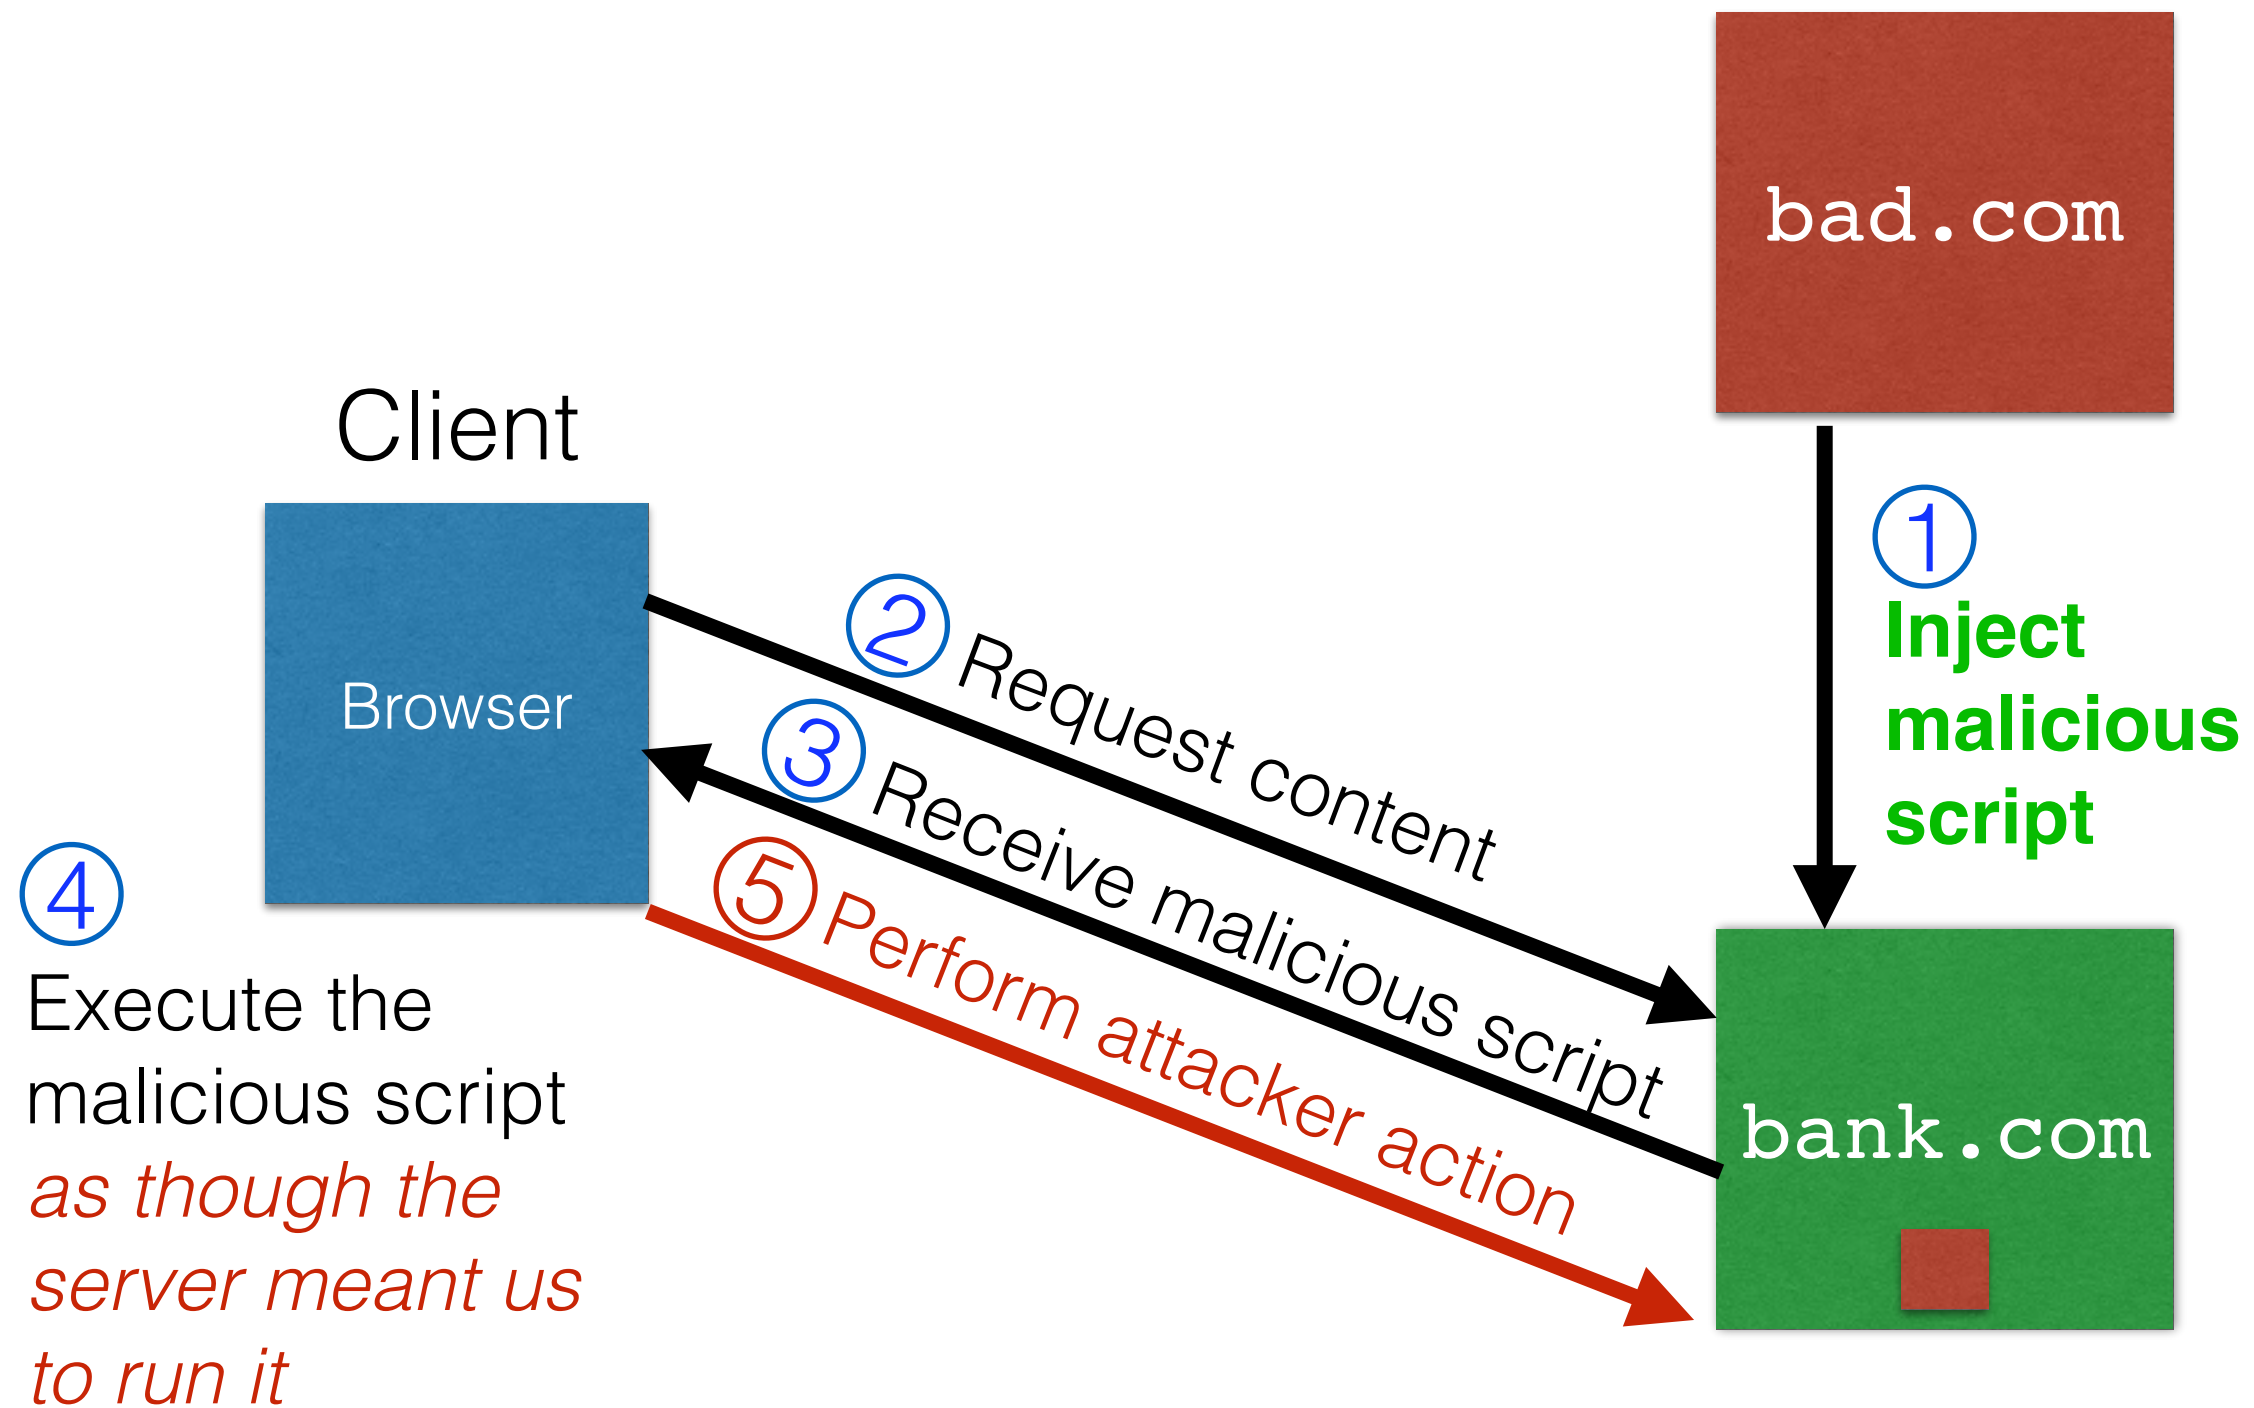 bad.com
Client
Browser
1
Inject
malicious
script
2 Request content
3 Receive malicious script
5 Perform attacker action
4
Execute the
malicious script
as though the
server meant us
to run it
bank.com